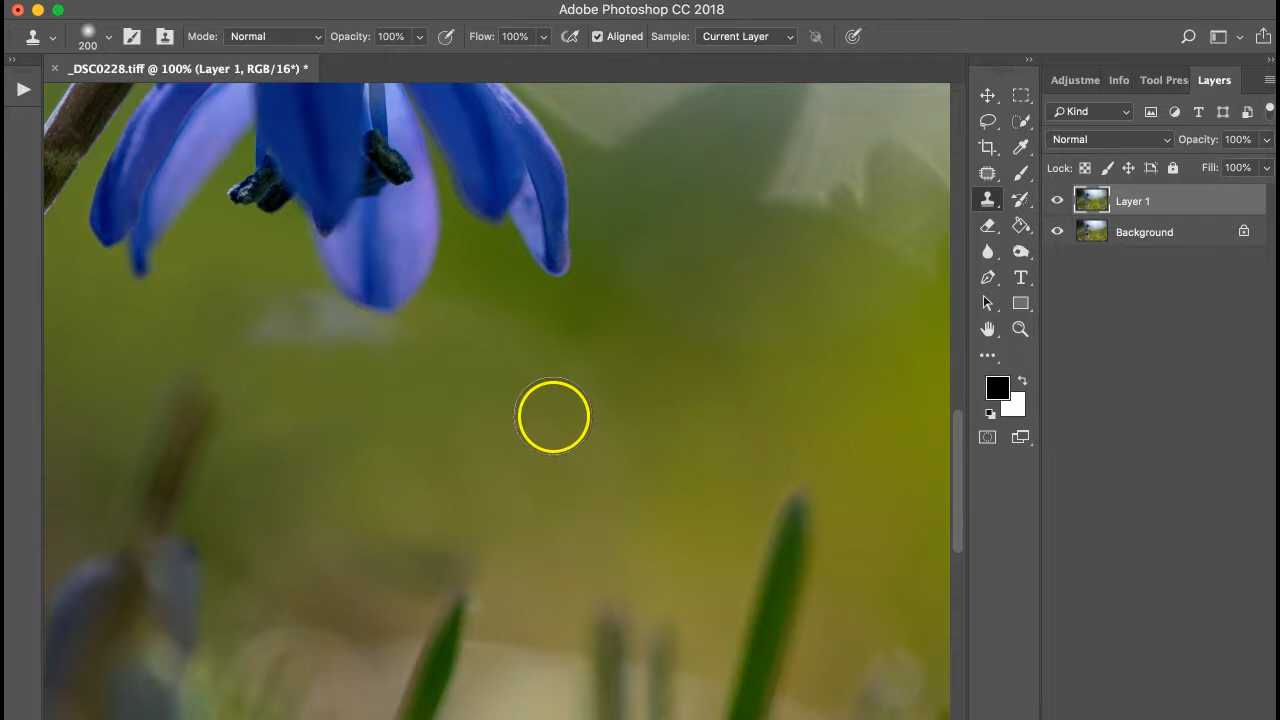 Adobe Photoshop CC 2018
200
Mode: Normal
Opacity: 100%
Flow: 100%
Aligned
Sample: Current Layer
_DSC0228.tiff @ 100% (Layer 1, RGB/16*) *
Adjustme
Info
Tool Pres
Layers
Kind
Normal
Opacity: 100%
Lock:
Fill: 100%
Layer 1
Background